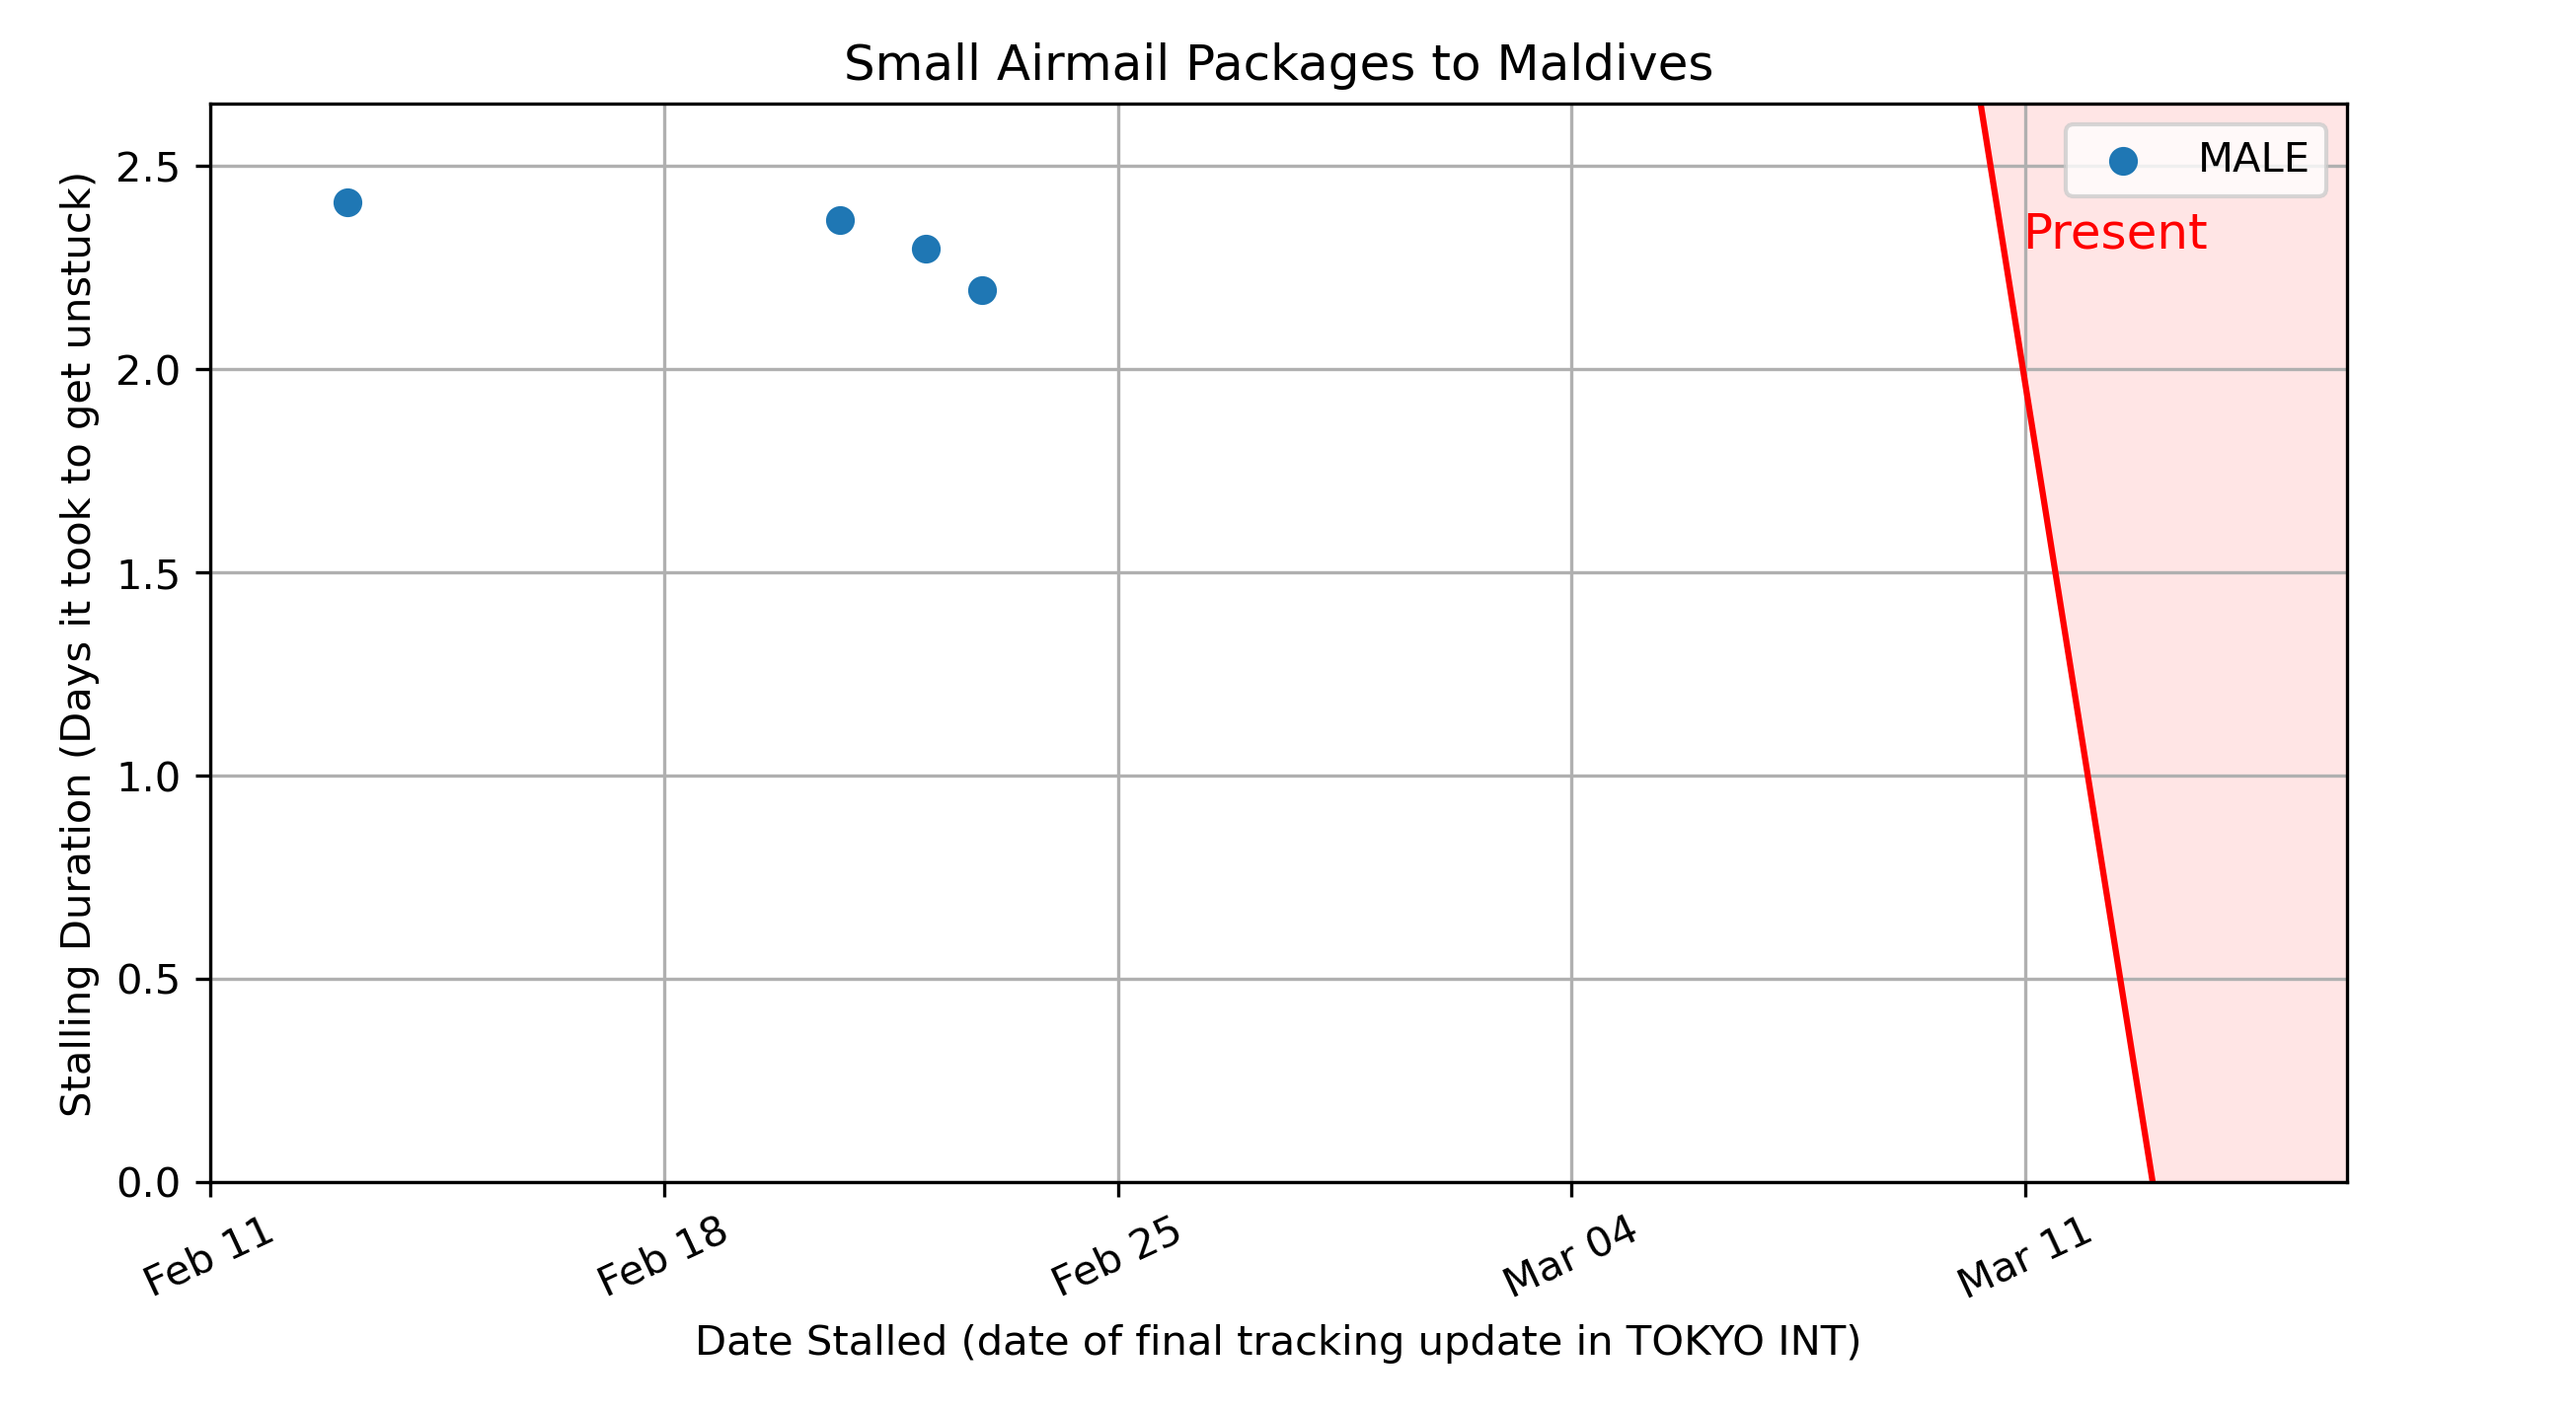 Small Airmail Packages to Maldives
MALE
Present
Stalling Duration (Days it took to get unstuck)
2.5
2.0
1.5
1.0
0.5
0.0
Feb 11
Feb 18
Feb 25
Mar 04
Mar 11
Date Stalled (date of final tracking update in TOKYO INT)